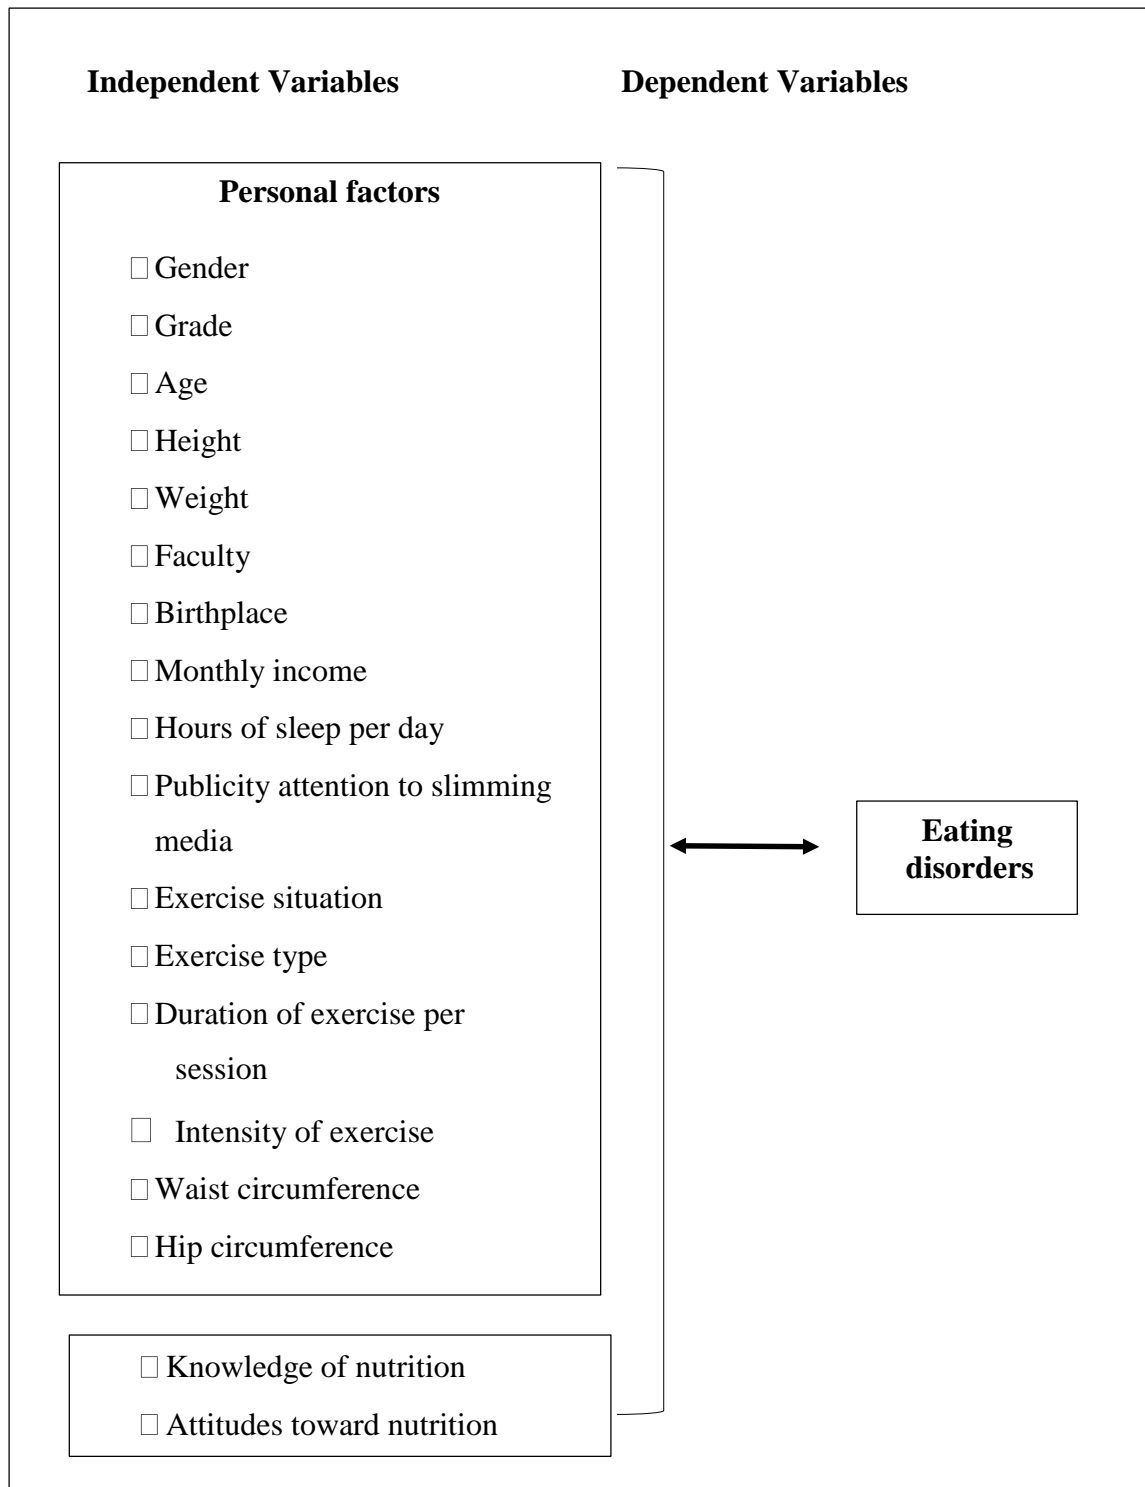 Independent Variables
Dependent Variables
Personal factors
□ Gender
□ Grade
□ Age
□ Height
□ Weight
□ Faculty
□ Birthplace
□ Monthly income
□ Hours of sleep per day
□ Publicity attention to slimming
media
□ Exercise situation
□ Exercise type
□ Duration of exercise per
session
□ Intensity of exercise
□ Waist circumference
□ Hip circumference
□ Knowledge of nutrition
□ Attitudes toward nutrition
Eating
disorders